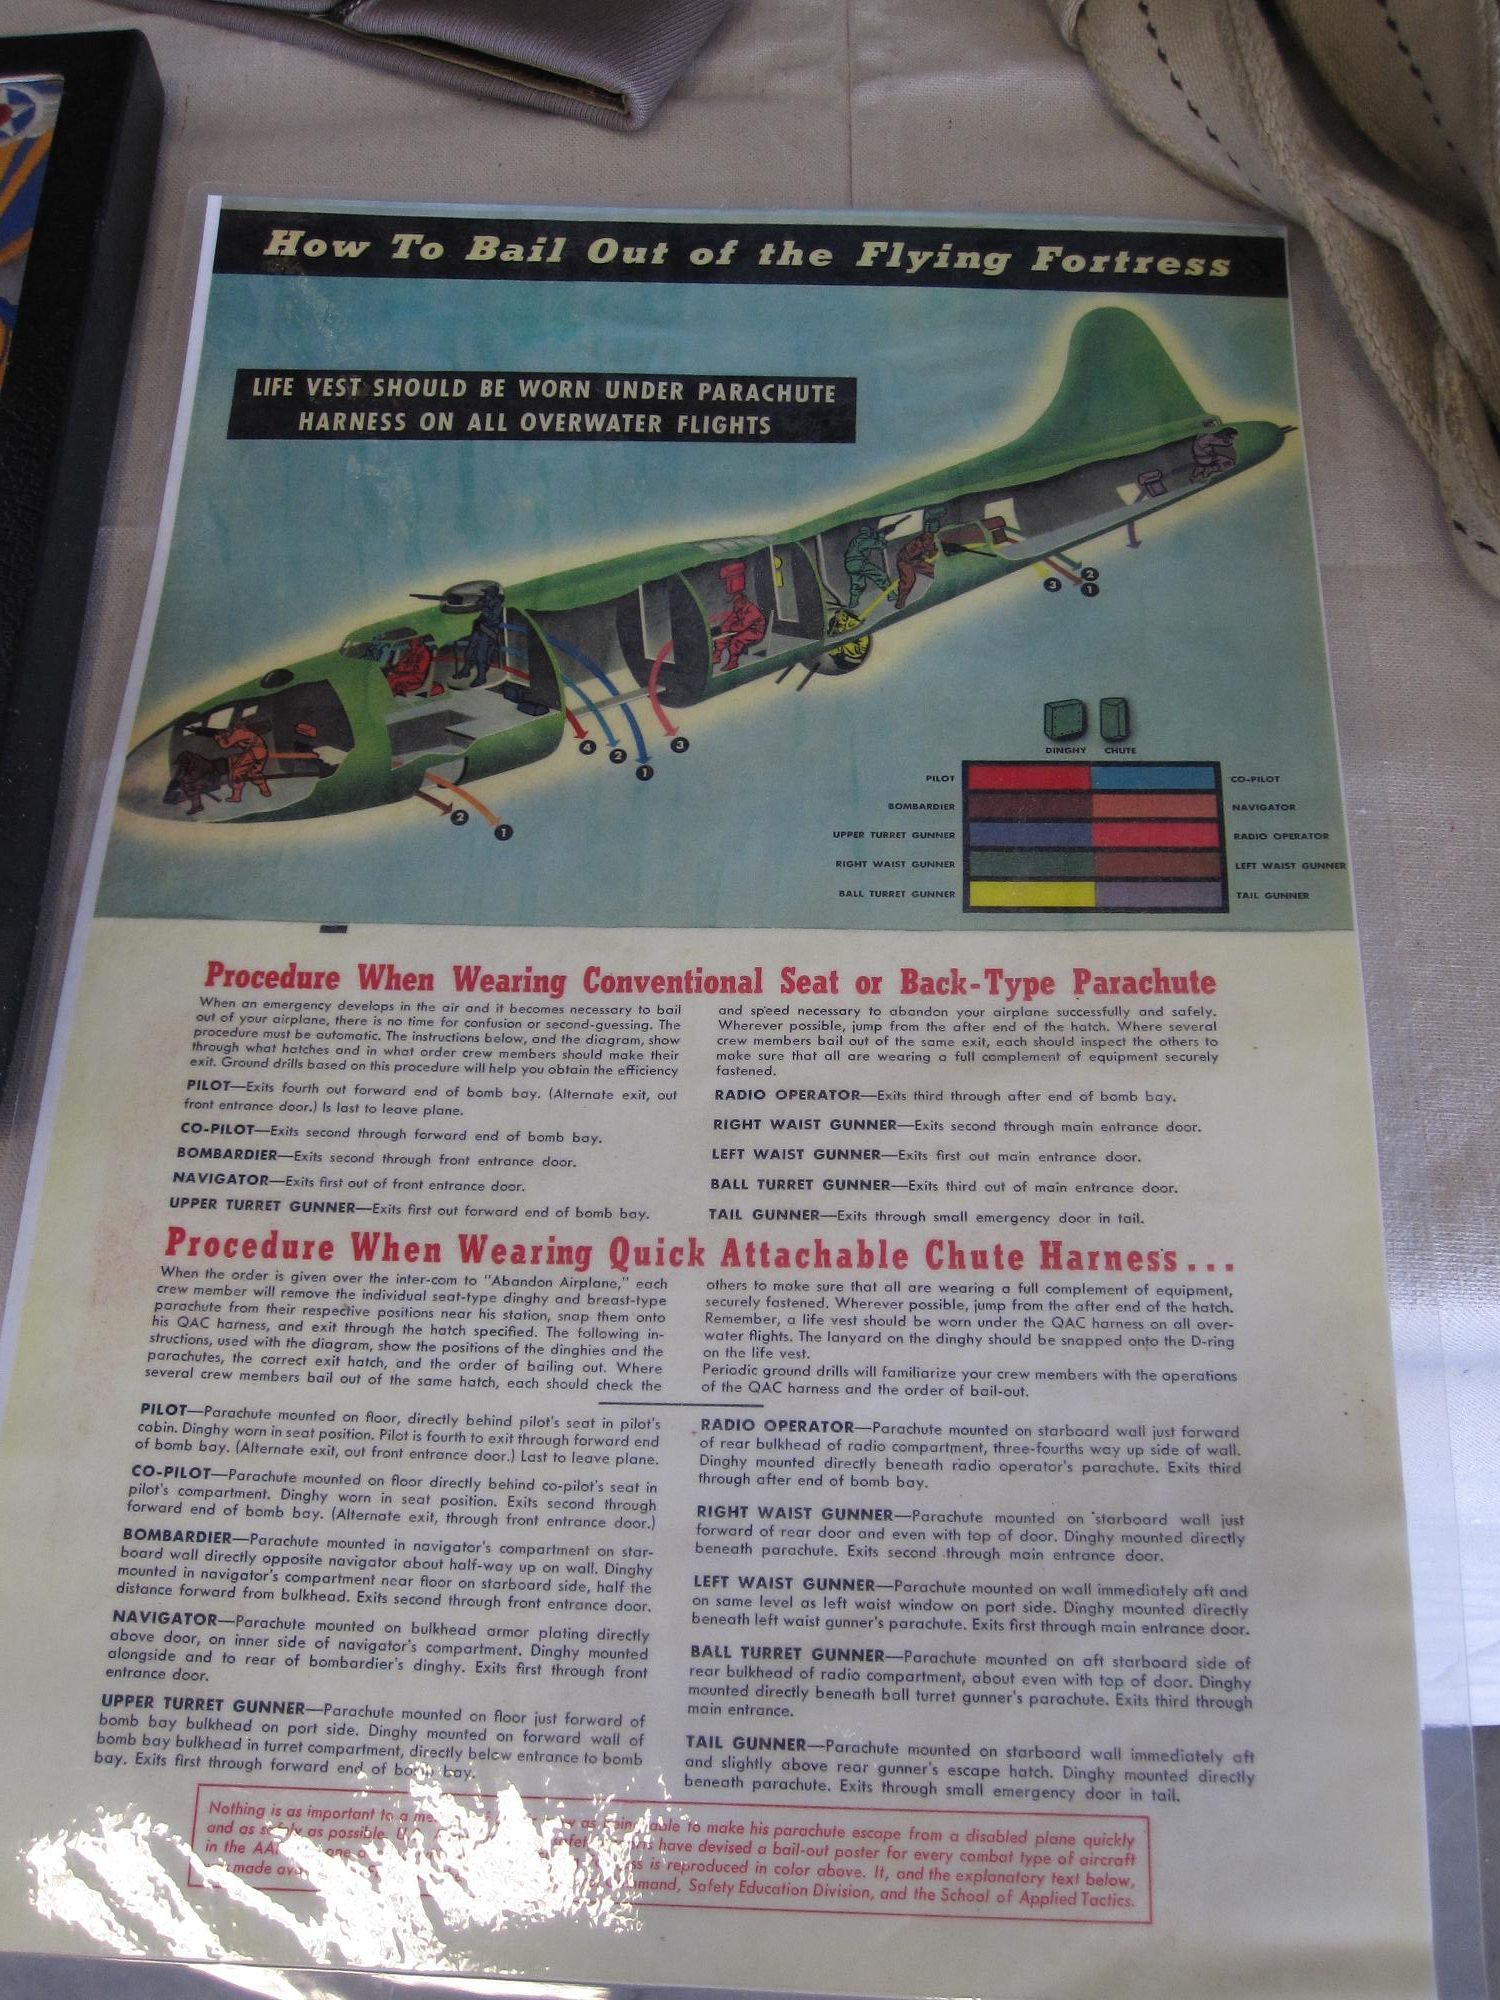 How To Bail Out of the Flying Fortress
LIFE VEST SHOULD BE WORN UNDER PARACHUTE
HARNESS ON ALL OVERWATER FLIGHTS
2
3
1
4
2
3
1
2
1
DINGHY CHUTE
PILOT CO-PILOT
BOMBARDIER NAVIGATOR
UPPER TURRET GUNNER RADIO OPERATOR
RIGHT WAIST GUNNER LEFT WAIST GUNNER
BALL TURRET GUNNER TAIL GUNNER
Procedure When Wearing Conventional Seat or Back-Type Parachute
When an emergency develops in the air and it becomes necessary to bail
out of your airplane, there is no time for confusion or second-guessing. The
procedure must be automatic. The instructions below, and the diagram, show
through what hatches and in what order crew members should make their
exit. Ground drills based on this procedure will help you obtain the efficiency
and speed necessary to abandon your airplane successfully and safely.
Wherever possible, jump from the after end of the hatch. Where several
crew members bail out of the same exit, each should inspect the others to
make sure that all are wearing a full complement of equipment securely
fastened.
PILOT—Exits fourth out forward end of bomb bay. (Alternate exit, out
front entrance door.) Is last to leave plane.
CO-PILOT—Exits second through forward end of bomb bay.
BOMBARDIER—Exits second through front entrance door.
NAVIGATOR—Exits first out of front entrance door.
UPPER TURRET GUNNER—Exits first out forward end of bomb bay.
RADIO OPERATOR—Exits third through after end of bomb bay.
RIGHT WAIST GUNNER—Exits second through main entrance door.
LEFT WAIST GUNNER—Exits first out main entrance door.
BALL TURRET GUNNER—Exits third out of main entrance door.
TAIL GUNNER—Exits through small emergency door in tail.
Procedure When Wearing Quick Attachable Chute Harness...
When the order is given over the inter-com to "Abandon Airplane," each
crew member will remove the individual seat-type dinghy and breast-type
parachute from their respective positions near his station, snap them onto
his QAC harness, and exit through the hatch specified. The following in-
structions, used with the diagram, show the positions of the dinghies and the
parachutes, the correct exit hatch, and the order of bailing out. Where
several crew members bail out of the same hatch, each should check the
others to make sure that all are wearing a full complement of equipment,
securely fastened. Wherever possible, jump from the after end of the hatch.
Remember, a life vest should be worn under the QAC harness on all over-
water flights. The lanyard on the dinghy should be snapped onto the D-ring
on the life vest.
Periodic ground drills will familiarize your crew members with the operations
of the QAC harness and the order of bail-out.
PILOT—Parachute mounted on floor, directly behind pilot's seat in pilot's
cabin. Dinghy worn in seat position. Pilot is fourth to exit through forward end
of bomb bay. (Alternate exit, out front entrance door.) Last to leave plane.
CO-PILOT—Parachute mounted on floor directly behind co-pilot's seat in
pilot's compartment. Dinghy worn in seat position. Exits second through
forward end of bomb bay. (Alternate exit, through front entrance door.)
BOMBARDIER—Parachute mounted in navigator's compartment on star-
board wall directly opposite navigator about half-way up on wall. Dinghy
mounted in navigator's compartment near floor on starboard side, half the
distance forward from bulkhead. Exits second through front entrance door.
NAVIGATOR—Parachute mounted on bulkhead armor plating directly
above door, on inner side of navigator's compartment. Dinghy mounted
alongside and to rear of bombardier's dinghy. Exits first through front
entrance door.
UPPER TURRET GUNNER—Parachute mounted on floor just forward of
bomb bay bulkhead on port side. Dinghy mounted on forward wall of
bomb bay bulkhead in turret compartment, directly below entrance to bomb
bay. Exits first through forward end of bomb bay.
RADIO OPERATOR—Parachute mounted on starboard wall just forward
of rear bulkhead of radio compartment, three-fourths way up side of wall.
Dinghy mounted directly beneath radio operator's parachute. Exits third
through after end of bomb bay.
RIGHT WAIST GUNNER—Parachute mounted on starboard wall just
forward of rear door and even with top of door. Dinghy mounted directly
beneath parachute. Exits second through main entrance door.
LEFT WAIST GUNNER—Parachute mounted on wall immediately aft and
on same level as left waist window on port side. Dinghy mounted directly
beneath left waist gunner's parachute. Exits first through main entrance door.
BALL TURRET GUNNER—Parachute mounted on aft starboard side of
rear bulkhead of radio compartment, about even with top of door. Dinghy
mounted directly beneath ball turret gunner's parachute. Exits third through
main entrance.
TAIL GUNNER—Parachute mounted on starboard wall immediately aft
and slightly above rear gunner's escape hatch. Dinghy mounted directly
beneath parachute. Exits through small emergency door in tail.
Nothing is as important to a as being able to make his parachute escape from a disabled plane quickly
and as safely as possible. have devised a bail-out poster for every combat type of aircraft
in the is reproduced in color above. It, and the explanatory text below,
made Safety Education Division, and the School of Applied Tactics.